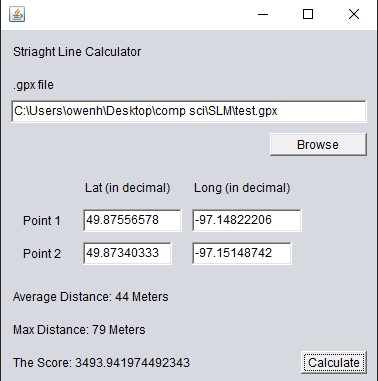 Striaght Line Calculator
.gpx file
C:\Users\owenh\Desktop\comp sci\SLM\test.gpx
Browse
Lat (in decimal) Long (in decimal)
Point 1 49.87556578 -97.14822206
Point 2 49.87340333 -97.15148742
Average Distance: 44 Meters
Max Distance: 79 Meters
The Score: 3493.941974492343 Calculate